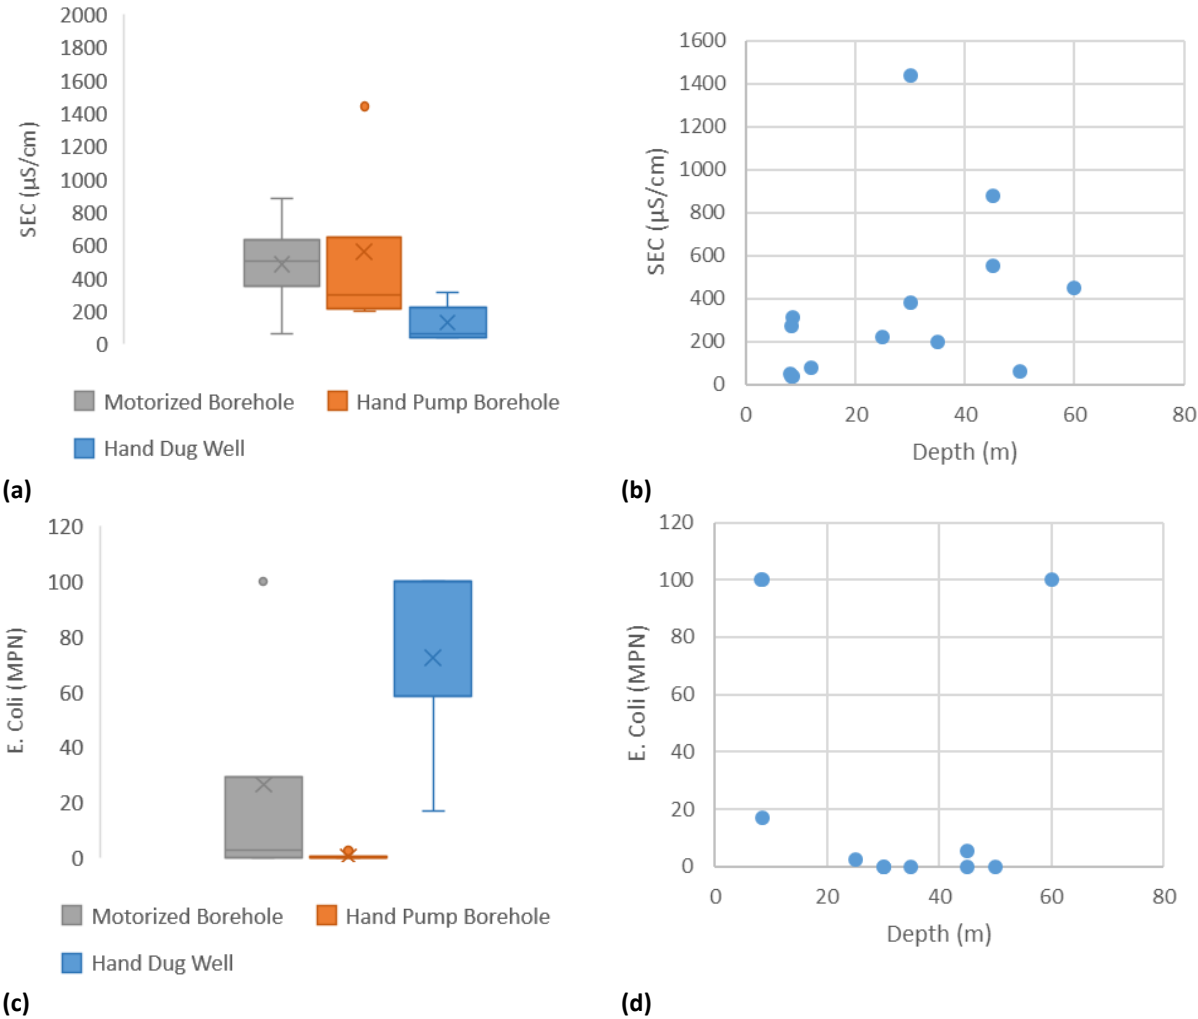 2000
1800
1600
1400
1200
1000
800
600
400
200
0
SEC (µS/cm)
Motorized Borehole
Hand Pump Borehole
Hand Dug Well
(a)
1600
1400
1200
1000
800
600
400
200
0
SEC (µS/cm)
0 20 40 60 80
Depth (m)
(b)
120
100
80
60
40
20
0
E. Coli (MPN)
Motorized Borehole
Hand Pump Borehole
Hand Dug Well
(c)
120
100
80
60
40
20
0
E. Coli (MPN)
0 20 40 60 80
Depth (m)
(d)